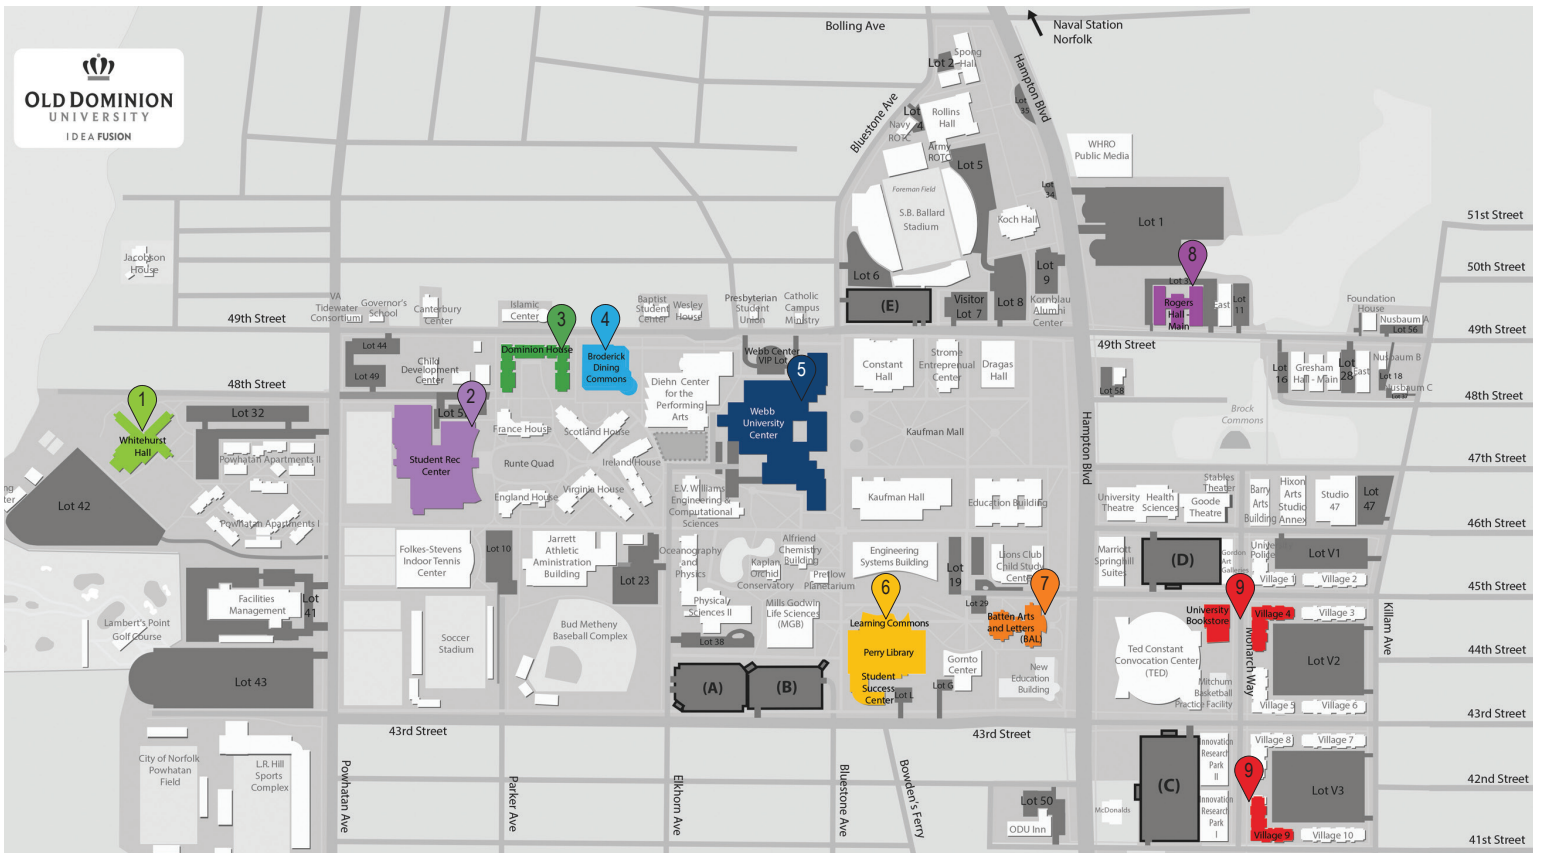 OLD DOMINION
UNIVERSITY
IDEA FUSION
Bolling Ave
Naval Station
Norfolk
Hampton Blvd
Bluestone Ave
Spong
Hall
Lot 2
Lot
35
Lot
4
Rollins
Hall
Navy
ROTC
Army
ROTC
WHRO
Public Media
Lot 5
Foreman Field
S.B. Ballard
Stadium
Lot
34
Koch Hall
Lot 1
51st Street
Jacobson
House
Lot 6
Lot
9
8
50th Street
Lot 3
(E)
Visitor
Lot 7
Lot 8
Kornblau
Alumni
Center
Rogers
Hall -
Main
East
Lot
11
Foundation
House
VA
Tidewater
Consortium
Governor's
School
Canterbury
Center
Islamic
Center
Baptist
Student
Center
Wesley
House
Presbyterian
Student
Union
Catholic
Campus
Ministry
49th Street
3
4
Nusbaum A
Lot 56
49th Street
49th Street
Lot 44
Lot 49
Child
Development
Center
Dominion House
Broderick
Dining
Commons
Diehn Center
for the
Performing
Arts
Webb Center
VIP Lot
5
Constant
Hall
Strome
Entreprenural
Center
Dragas
Hall
Lot 58
Lot
16
Gresham
Hall - Main
Lot
28
East
Nusbaum B
Lot 18
Nusbaum C
Lot 37
48th Street
48th Street
1
Whitehurst
Hall
Lot 32
2
Lot 5
Powhatan Apartments II
Student Rec
Center
France House
Scotland House
Runte Quad
Ireland House
England House
Virginia House
Webb
University
Center
Kaufman Mall
Hampton Blvd
Brock
Commons
47th Street
Lot 42
Powhatan Apartments I
E.V. Williams
Engineering &
Computational
Sciences
Kaufman Hall
Education Building
University
Theatre
Health
Sciences
Stables
Theater
Goode
Theatre
Barry
Arts
Building
Hixon
Arts
Studio
Annex
Studio
47
Lot
47
46th Street
Folkes-Stevens
Indoor Tennis
Center
Lot 10
Jarrett
Athletic
Aministration
Building
Lot 23
Oceanography
and
Physics
Kaplan
Orchid
Conservatory
Alfriend
Chemistry
Building
Pretlow
Planetarium
Engineering
Systems Building
Lot
19
Lions Club
Child Study
Center
Marriott
Springhill
Suites
(D)
Gordon
Art
Galleries
University
Police
Lot V1
Village 1
Village 2
45th Street
Facilities
Management
Lot
41
Lambert's Point
Golf Course
Soccer
Stadium
Bud Metheny
Baseball Complex
Physical
Sciences II
Lot 38
Mills Godwin
Life Sciences
(MGB)
6
Learning Commons
Perry Library
Student
Success
Center
Lot 29
7
Batten Arts
and Letters
(BAL)
9
University
Bookstore
Village 4
Village 3
Monarch Way
Killam Ave
Ted Constant
Convocation Center
(TED)
Lot V2
44th Street
Gornto
Center
New
Education
Building
Mitchum
Basketball
Practice Facility
Lot 43
(A)
(B)
Lot L
Lot G
Village 5
Village 6
43rd Street
43rd Street
43rd Street
Village 8
Village 7
City of Norfolk
Powhatan
Field
L.R. Hill
Sports
Complex
Powhatan Ave
Parker Ave
Elkhorn Ave
Bluestone Ave
Bowden's Ferry
Innovation
Research
Park
II
(C)
9
42nd Street
Lot V3
Lot 50
ODU Inn
McDonalds
Innovation
Research
Park
I
Village 9
Village 10
41st Street